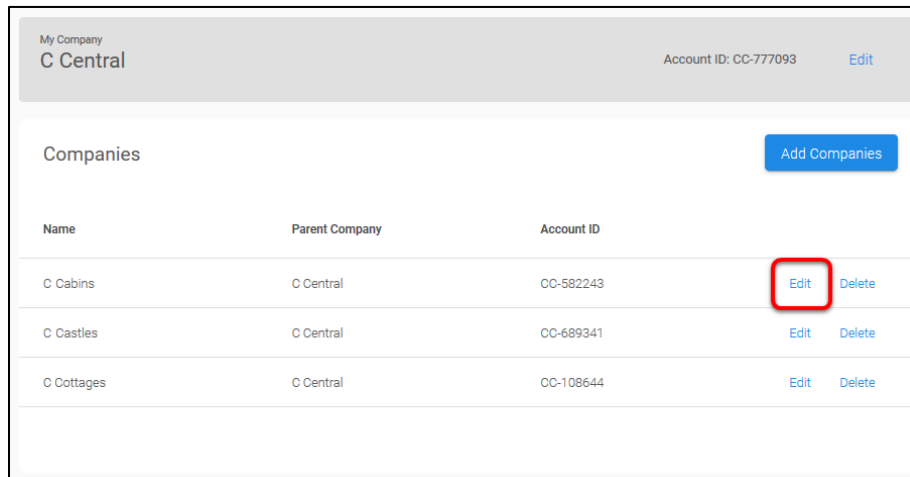 My Company
C Central
Account ID: CC-777093 Edit
Companies
Add Companies
Name Parent Company Account ID
C Cabins C Central CC-582243 Edit Delete
C Castles C Central CC-689341 Edit Delete
C Cottages C Central CC-108644 Edit Delete